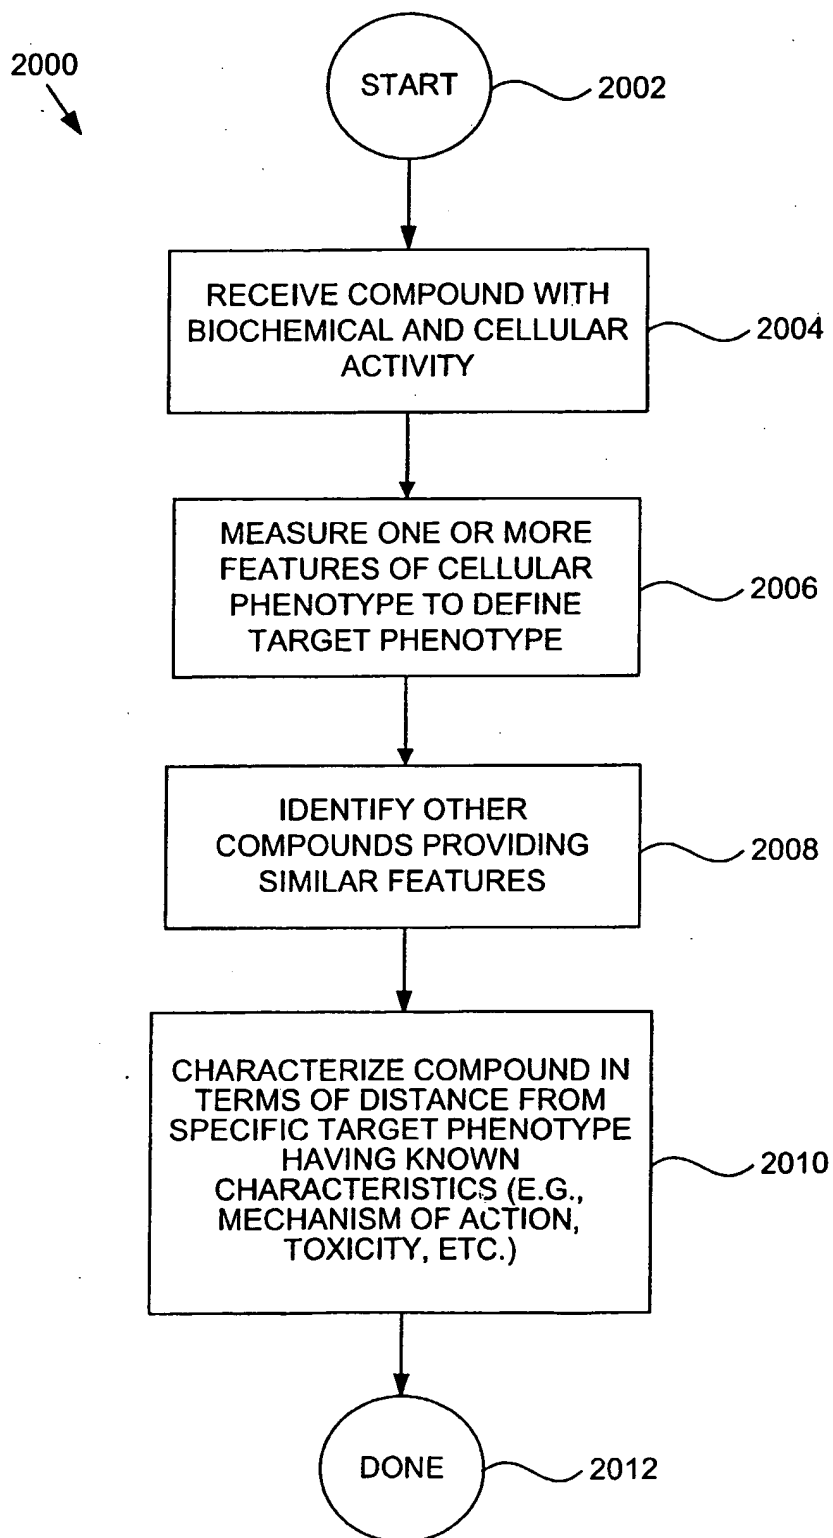 2000
START
2002
RECEIVE COMPOUND WITH
BIOCHEMICAL AND CELLULAR
ACTIVITY
2004
MEASURE ONE OR MORE
FEATURES OF CELLULAR
PHENOTYPE TO DEFINE
TARGET PHENOTYPE
2006
IDENTIFY OTHER
COMPOUNDS PROVIDING
SIMILAR FEATURES
2008
CHARACTERIZE COMPOUND IN
TERMS OF DISTANCE FROM
SPECIFIC TARGET PHENOTYPE
HAVING KNOWN
CHARACTERISTICS (E.G.,
MECHANISM OF ACTION,
TOXICITY, ETC.)
2010
DONE
2012